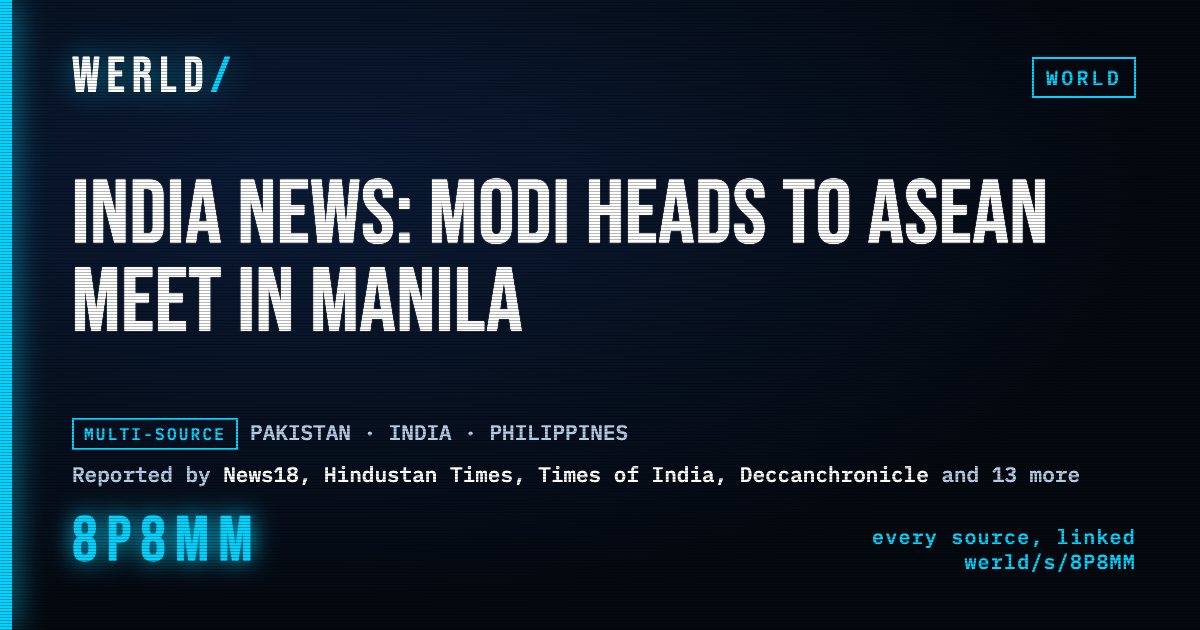 WERLD/
WORLD
INDIA NEWS: MODI HEADS TO ASEAN
MEET IN MANILA
MULTI-SOURCE PAKISTAN · INDIA · PHILIPPINES
Reported by News18, Hindustan Times, Times of India, Deccanchronicle and 13 more
8P8MM
every source, linked
werld/s/8P8MM